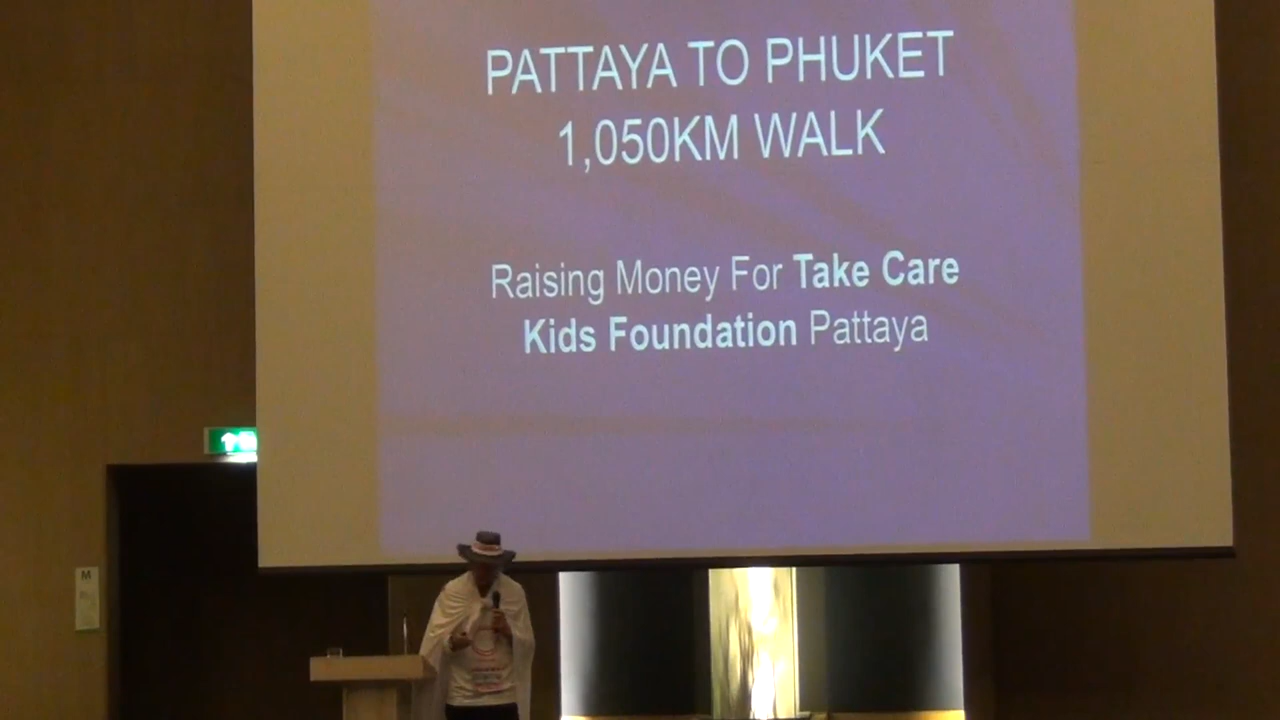 PATTAYA TO PHUKET
1,050KM WALK
Raising Money For Take Care
Kids Foundation Pattaya
M